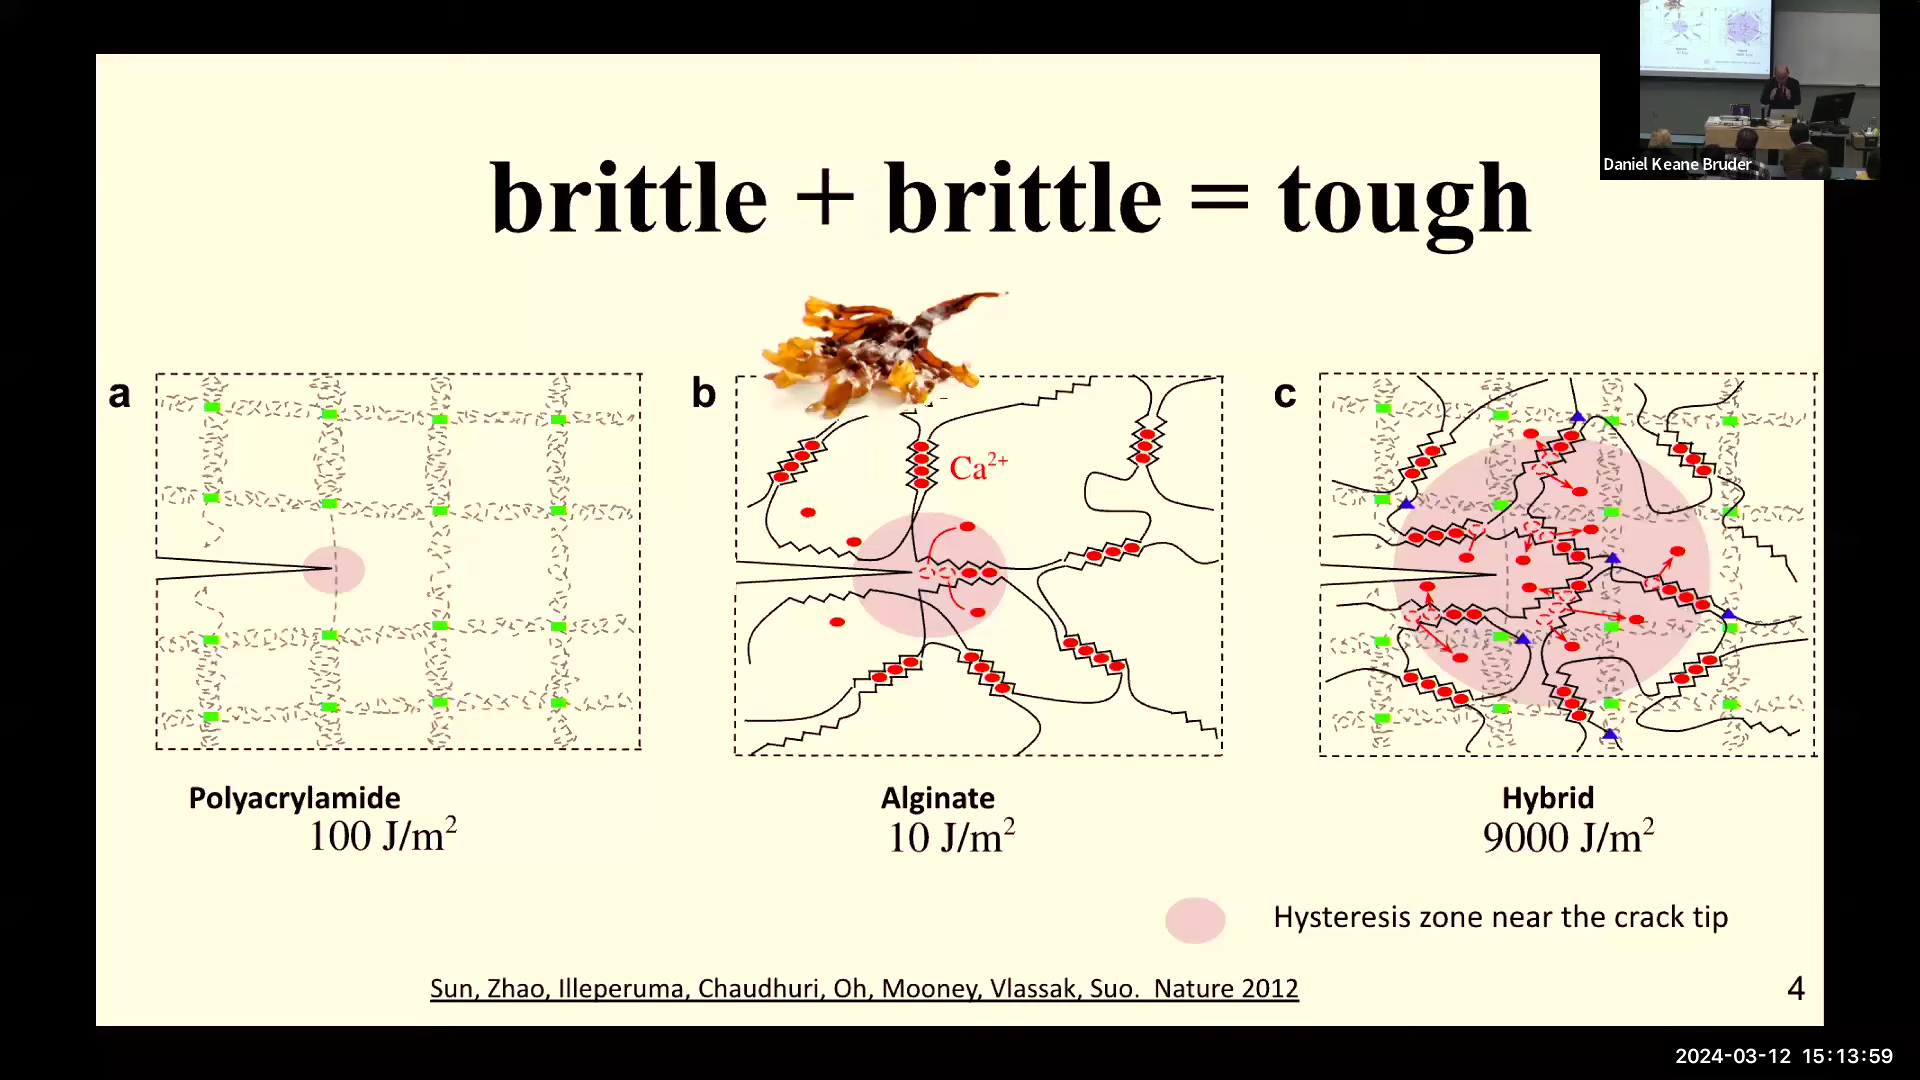 Daniel Keane Bruder
brittle + brittle = tough
a
b
c
Ca²⁺
Polyacrylamide
100 J/m²
Alginate
10 J/m²
Hybrid
9000 J/m²
Hysteresis zone near the crack tip
Sun, Zhao, Illeperuma, Chaudhuri, Oh, Mooney, Vlassak, Suo. Nature 2012
4
2024-03-12 15:13:59